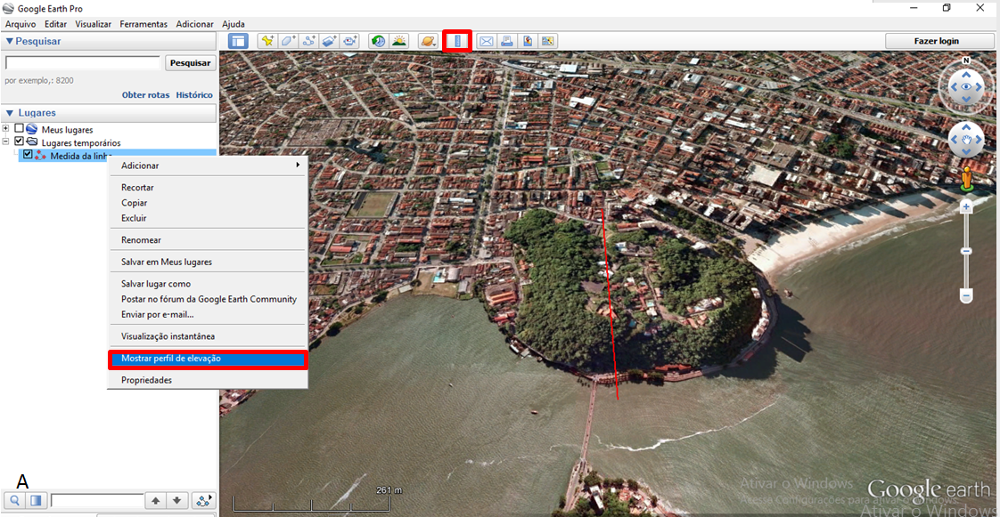 Google Earth Pro
Arquivo Editar Visualizar Ferramentas Adicionar Ajuda
Pesquisar
Pesquisar
por exemplo,: 8200
Obter rotas Histórico
Lugares
Meus lugares
Lugares temporários
Medida da linha
Adicionar
Recortar
Copiar
Excluir
Renomear
Salvar em Meus lugares
Salvar lugar como
Postar no fórum da Google Earth Community
Enviar por e-mail...
Visualização instantânea
Mostrar perfil de elevação
Propriedades
A
Fazer login
N
261 m
Ativar o Windows
Acesse Configurações para ativar o Windows.
Google earth
Ativar o Windows